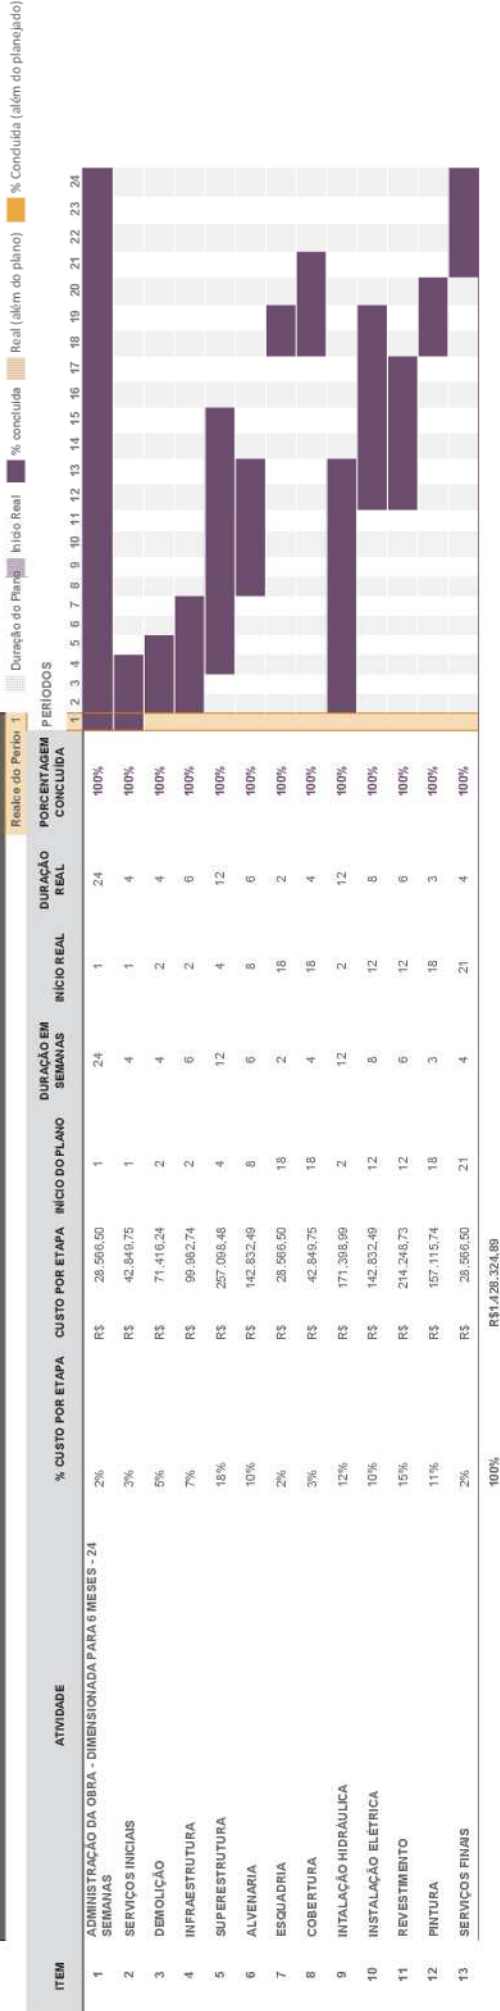 Duração do Plano Início Real % concluída Real (além do plano) % Concluída (além do planejado)
Realce do Períor 1
ITEM ATIVIDADE % CUSTO POR ETAPA CUSTO POR ETAPA INÍCIO DO PLANO DURAÇÃO EM SEMANAS INÍCIO REAL DURAÇÃO REAL PORCENTAGEM CONCLUÍDA PERÍODOS
1 2 3 4 5 6 7 8 9 10 11 12 13 14 15 16 17 18 19 20 21 22 23 24
1 ADMINISTRAÇÃO DA OBRA - DIMENSIONADA PARA 6 MESES - 24 SEMANAS 2% R$ 28.566,50 1 24 1 24 100%
2 SERVIÇOS INICIAIS 3% R$ 42.849,75 1 4 1 4 100%
3 DEMOLIÇÃO 5% R$ 71.416,24 2 4 2 4 100%
4 INFRAESTRUTURA 7% R$ 99.982,74 2 6 2 6 100%
5 SUPERESTRUTURA 18% R$ 257.098,48 4 12 4 12 100%
6 ALVENARIA 10% R$ 142.832,49 8 6 8 6 100%
7 ESQUADRIA 2% R$ 28.566,50 18 2 18 2 100%
8 COBERTURA 3% R$ 42.849,75 18 4 18 4 100%
9 INTALAÇÃO HIDRÁULICA 12% R$ 171.398,99 2 12 2 12 100%
10 INSTALAÇÃO ELÉTRICA 10% R$ 142.832,49 12 8 12 8 100%
11 REVESTIMENTO 15% R$ 214.248,73 12 6 12 6 100%
12 PINTURA 11% R$ 157.115,74 18 3 18 3 100%
13 SERVIÇOS FINAIS 2% R$ 28.566,50 21 4 21 4 100%
100% R$1.428.324,89